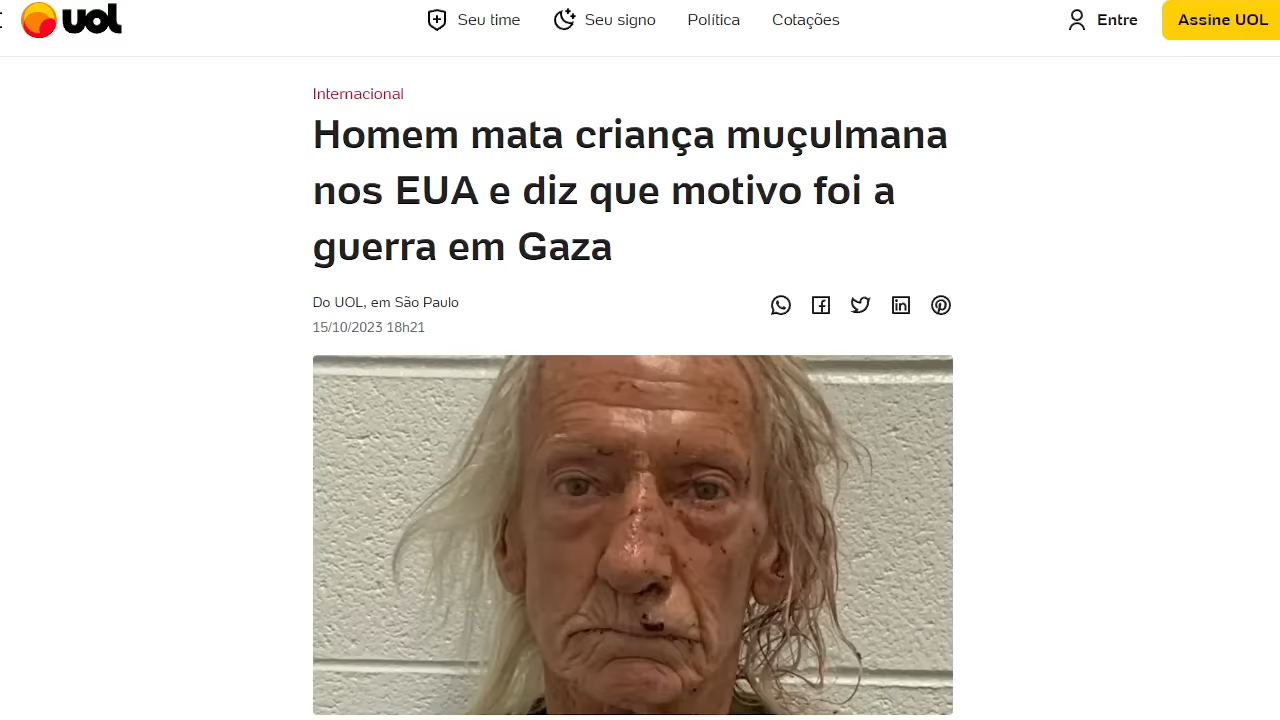 uol
Seu time
Seu signo
Política
Cotações
Entre
Assine UOL
Internacional
Homem mata criança muçulmana
nos EUA e diz que motivo foi a
guerra em Gaza
Do UOL, em São Paulo
15/10/2023 18h21